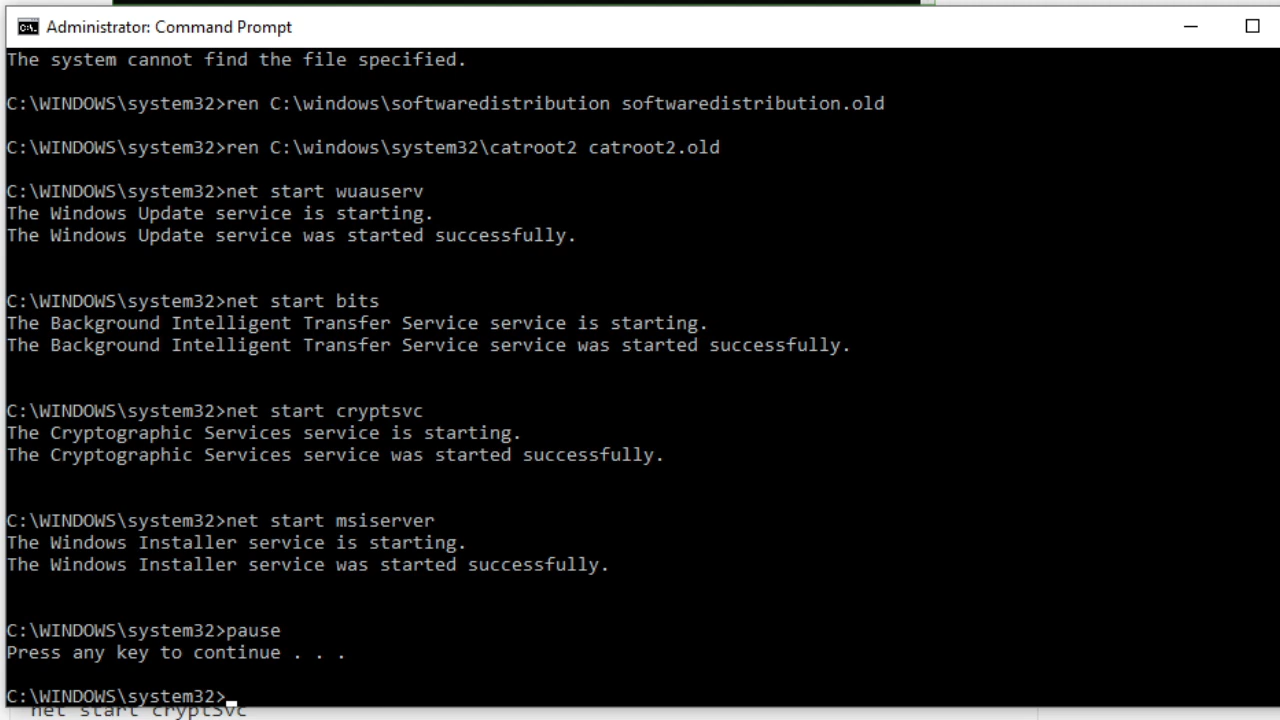 Administrator: Command Prompt
The system cannot find the file specified.
C:\WINDOWS\system32>ren C:\windows\softwaredistribution softwaredistribution.old
C:\WINDOWS\system32>ren C:\windows\system32\catroot2 catroot2.old
C:\WINDOWS\system32>net start wuauserv
The Windows Update service is starting.
The Windows Update service was started successfully.
C:\WINDOWS\system32>net start bits
The Background Intelligent Transfer Service service is starting.
The Background Intelligent Transfer Service service was started successfully.
C:\WINDOWS\system32>net start cryptsvc
The Cryptographic Services service is starting.
The Cryptographic Services service was started successfully.
C:\WINDOWS\system32>net start msiserver
The Windows Installer service is starting.
The Windows Installer service was started successfully.
C:\WINDOWS\system32>pause
Press any key to continue . . .
C:\WINDOWS\system32>
net start cryptSvc